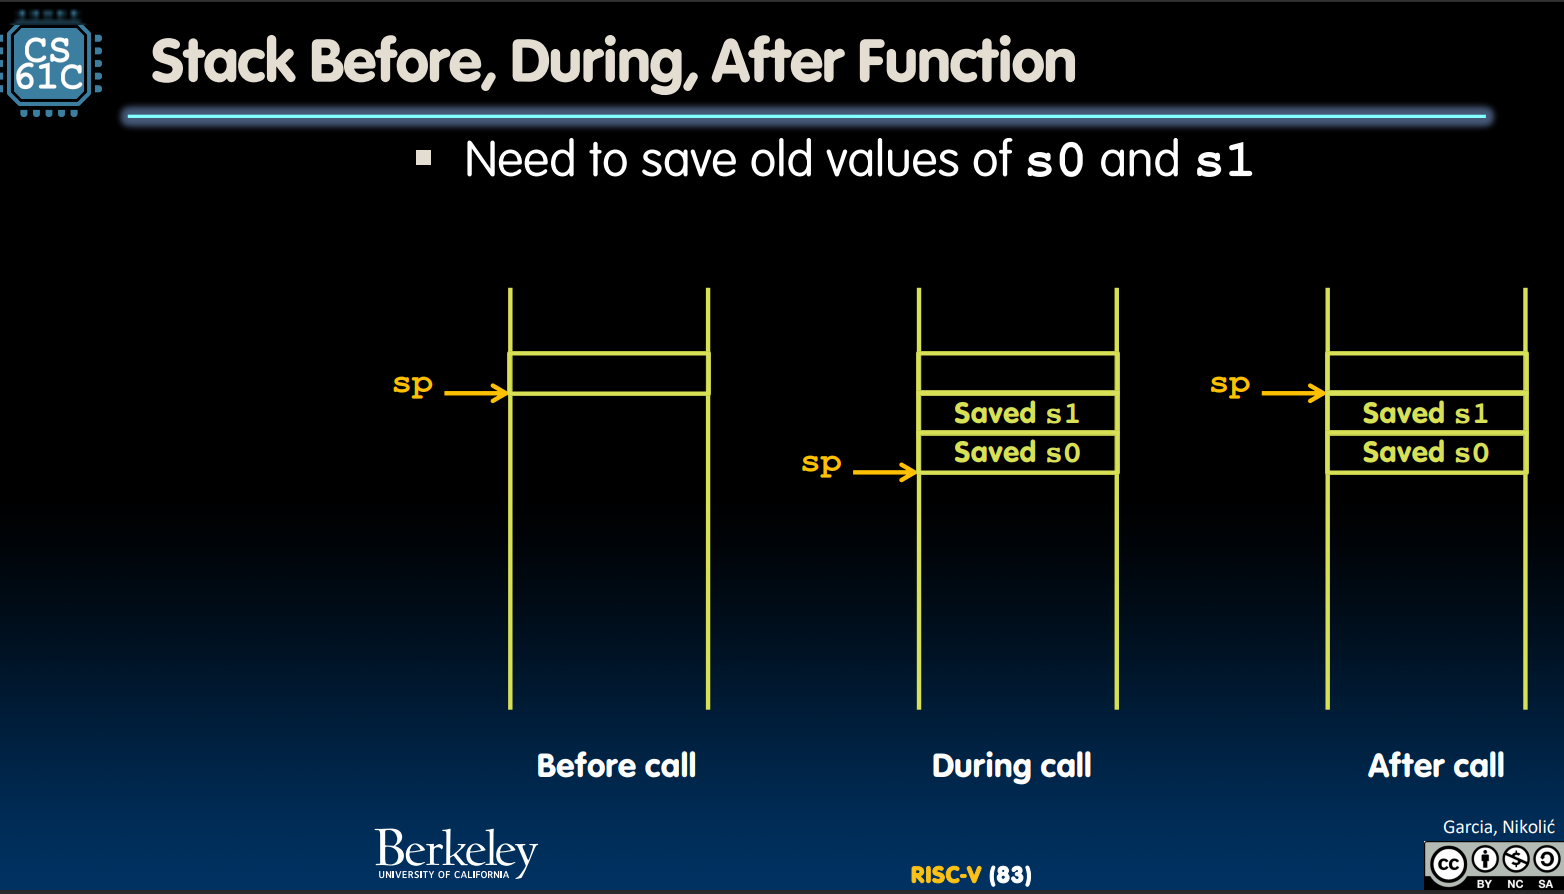 CS
61C
Stack Before, During, After Function
Need to save old values of s0 and s1
sp
sp
sp
Saved s1
Saved s1
Saved s0
Saved s0
Before call
During call
After call
Berkeley
UNIVERSITY OF CALIFORNIA
RISC-V (83)
Garcia, Nikolić
cc
BY NC SA